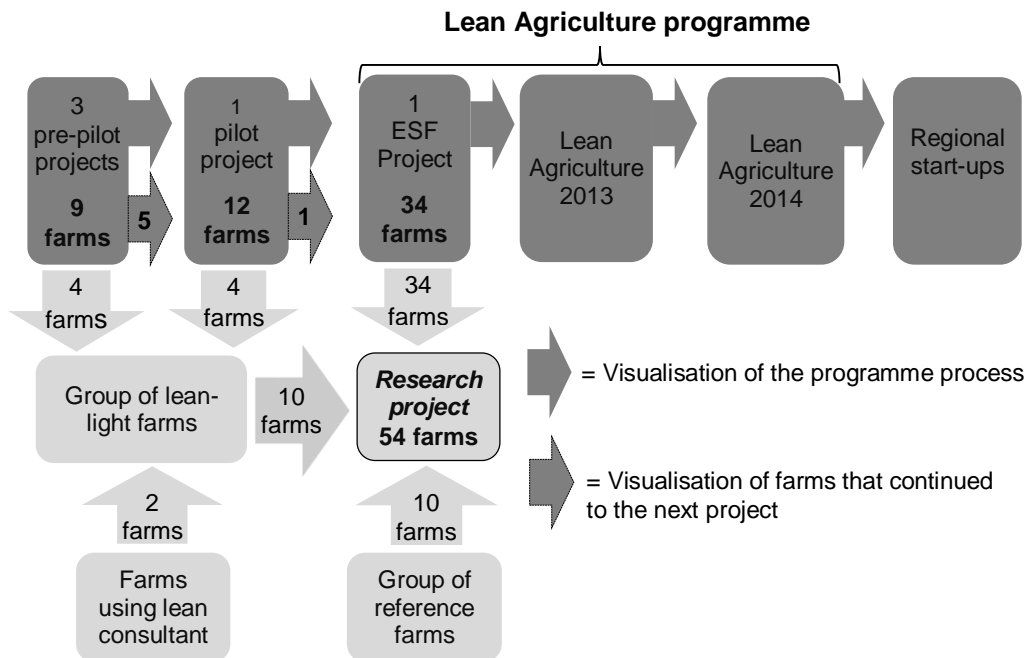 Lean Agriculture programme
3
pre-pilot
projects
9
farms
5
1
pilot
project
12
farms
1
1
ESF
Project
34
farms
Lean
Agriculture
2013
Lean
Agriculture
2014
Regional
start-ups
4
farms
4
farms
34
farms
Group of lean-
light farms
10
farms
Research
project
54 farms
= Visualisation of the programme process
= Visualisation of farms that continued
to the next project
2
farms
10
farms
Farms
using lean
consultant
Group of
reference
farms